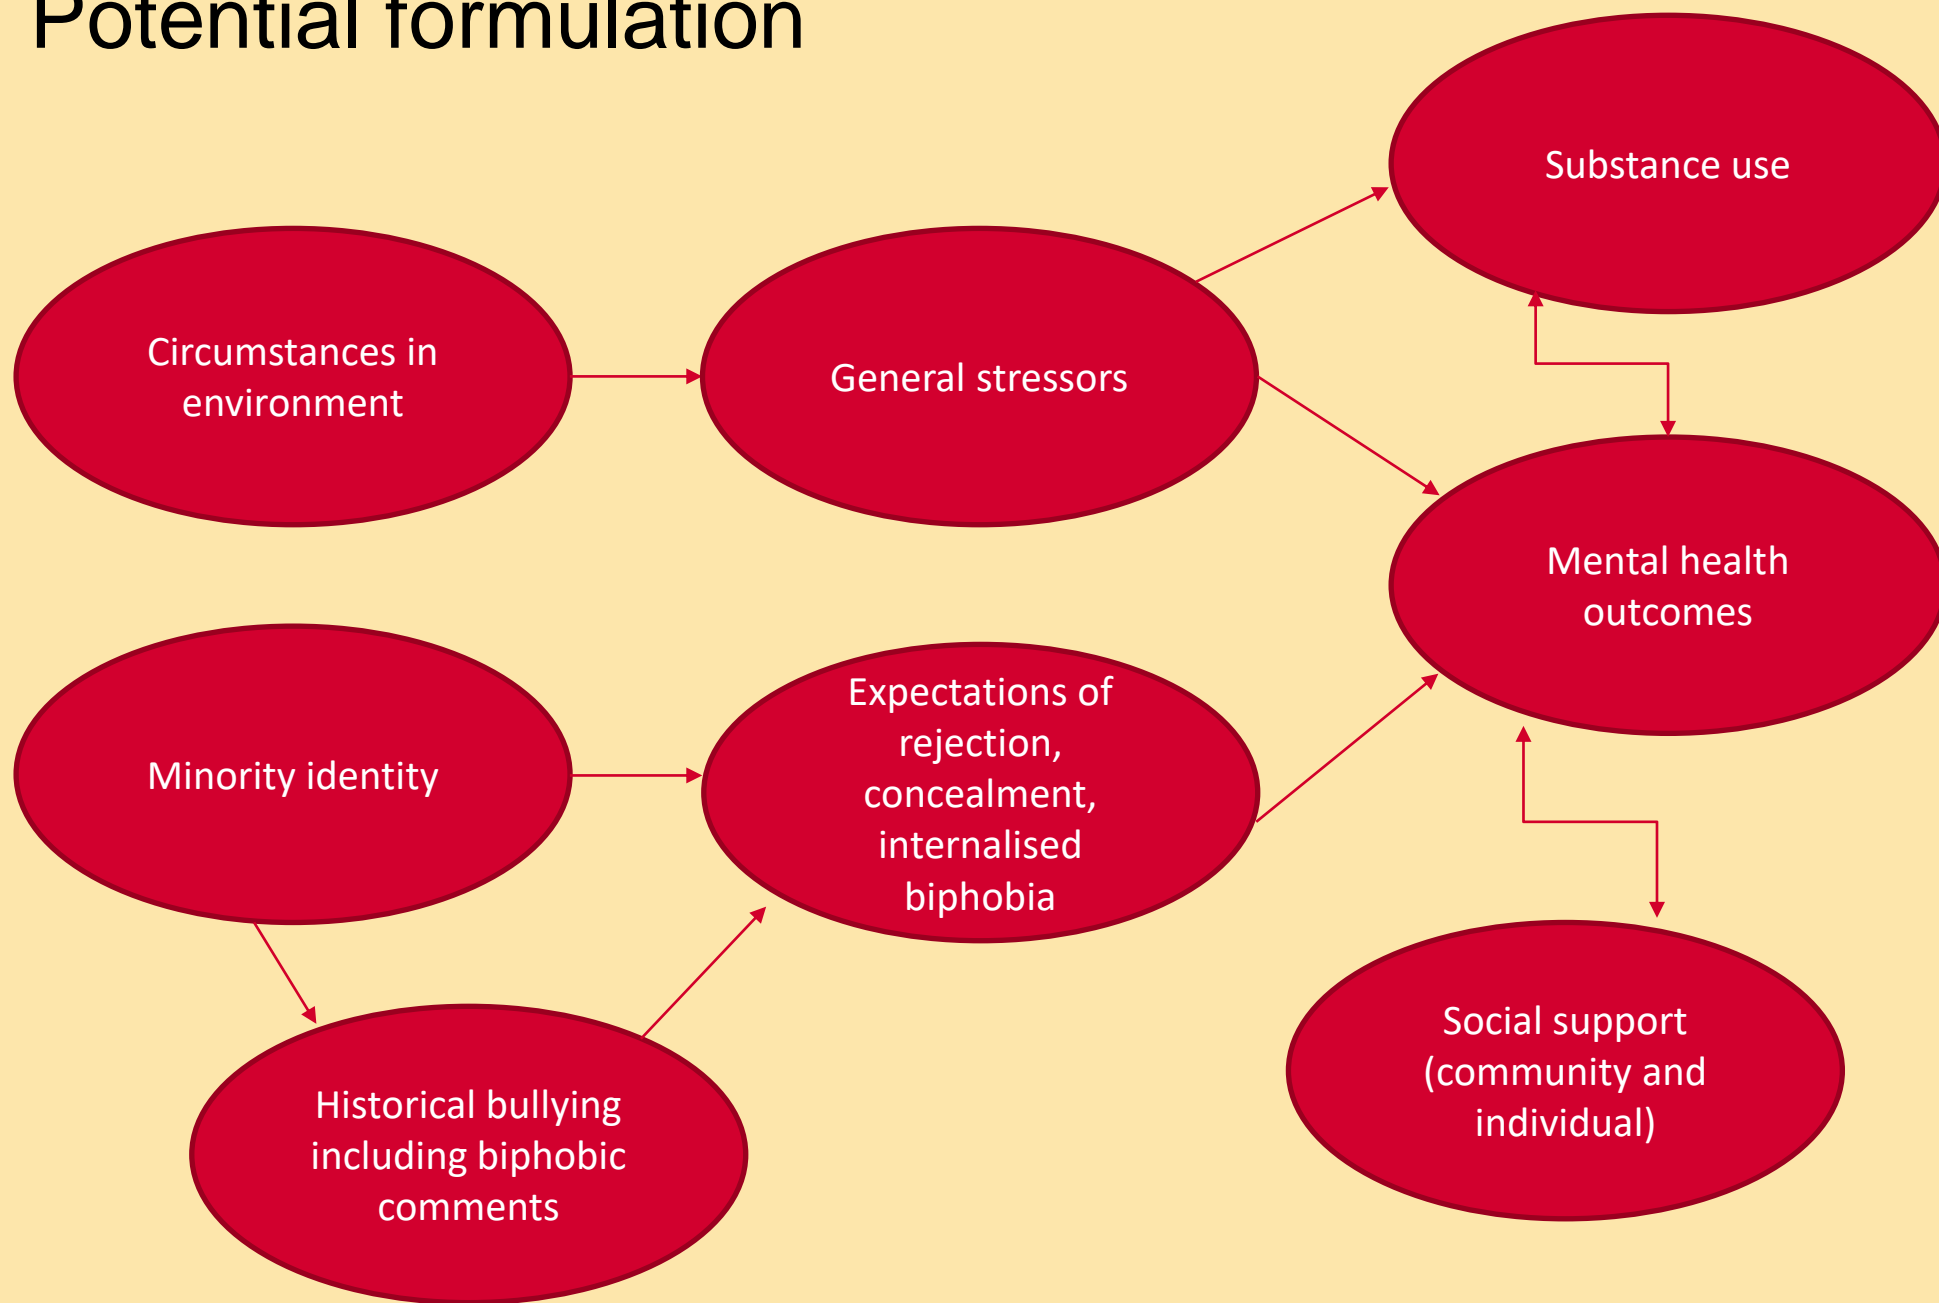 Potential formulation
Substance use
Circumstances in
environment
General stressors
Mental health
outcomes
Minority identity
Expectations of
rejection,
concealment,
internalised
biphobia
Social support
(community and
individual)
Historical bullying
including biphobic
comments